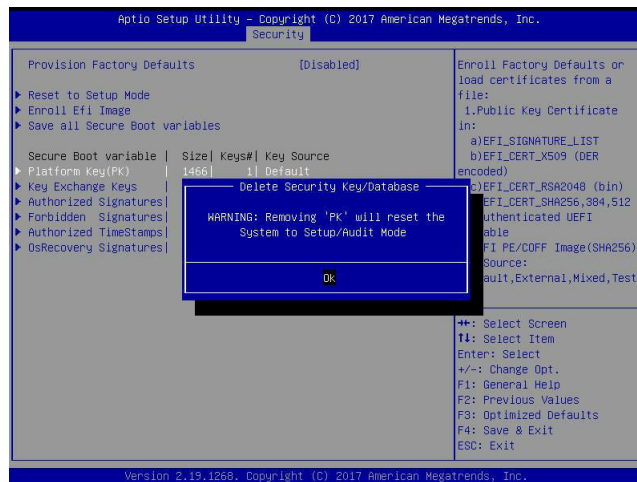 Aptio Setup Utility – Copyright (C) 2017 American Megatrends, Inc.
Security
Provision Factory Defaults [Disabled]
Reset to Setup Mode
Enroll Efi Image
Save all Secure Boot variables
Secure Boot variable | Size| Keys#| Key Source
Platform Key(PK) | 1466| 1| Default
Key Exchange Keys |
Authorized Signatures|
Forbidden Signatures|
Authorized TimeStamps|
OsRecovery Signatures|
Delete Security Key/Database
WARNING: Removing 'PK' will reset the
System to Setup/Audit Mode
Ok
Enroll Factory Defaults or
load certificates from a
file:
1.Public Key Certificate
in:
a)EFI_SIGNATURE_LIST
b)EFI_CERT_X509 (DER
encoded)
c)EFI_CERT_RSA2048 (bin)
EFI_CERT_SHA256,384,512
uthenticated UEFI
able
FI PE/COFF Image(SHA256)
Source:
ault,External,Mixed,Test
→←: Select Screen
↑↓: Select Item
Enter: Select
+/-: Change Opt.
F1: General Help
F2: Previous Values
F3: Optimized Defaults
F4: Save & Exit
ESC: Exit
Version 2.19.1268. Copyright (C) 2017 American Megatrends, Inc.